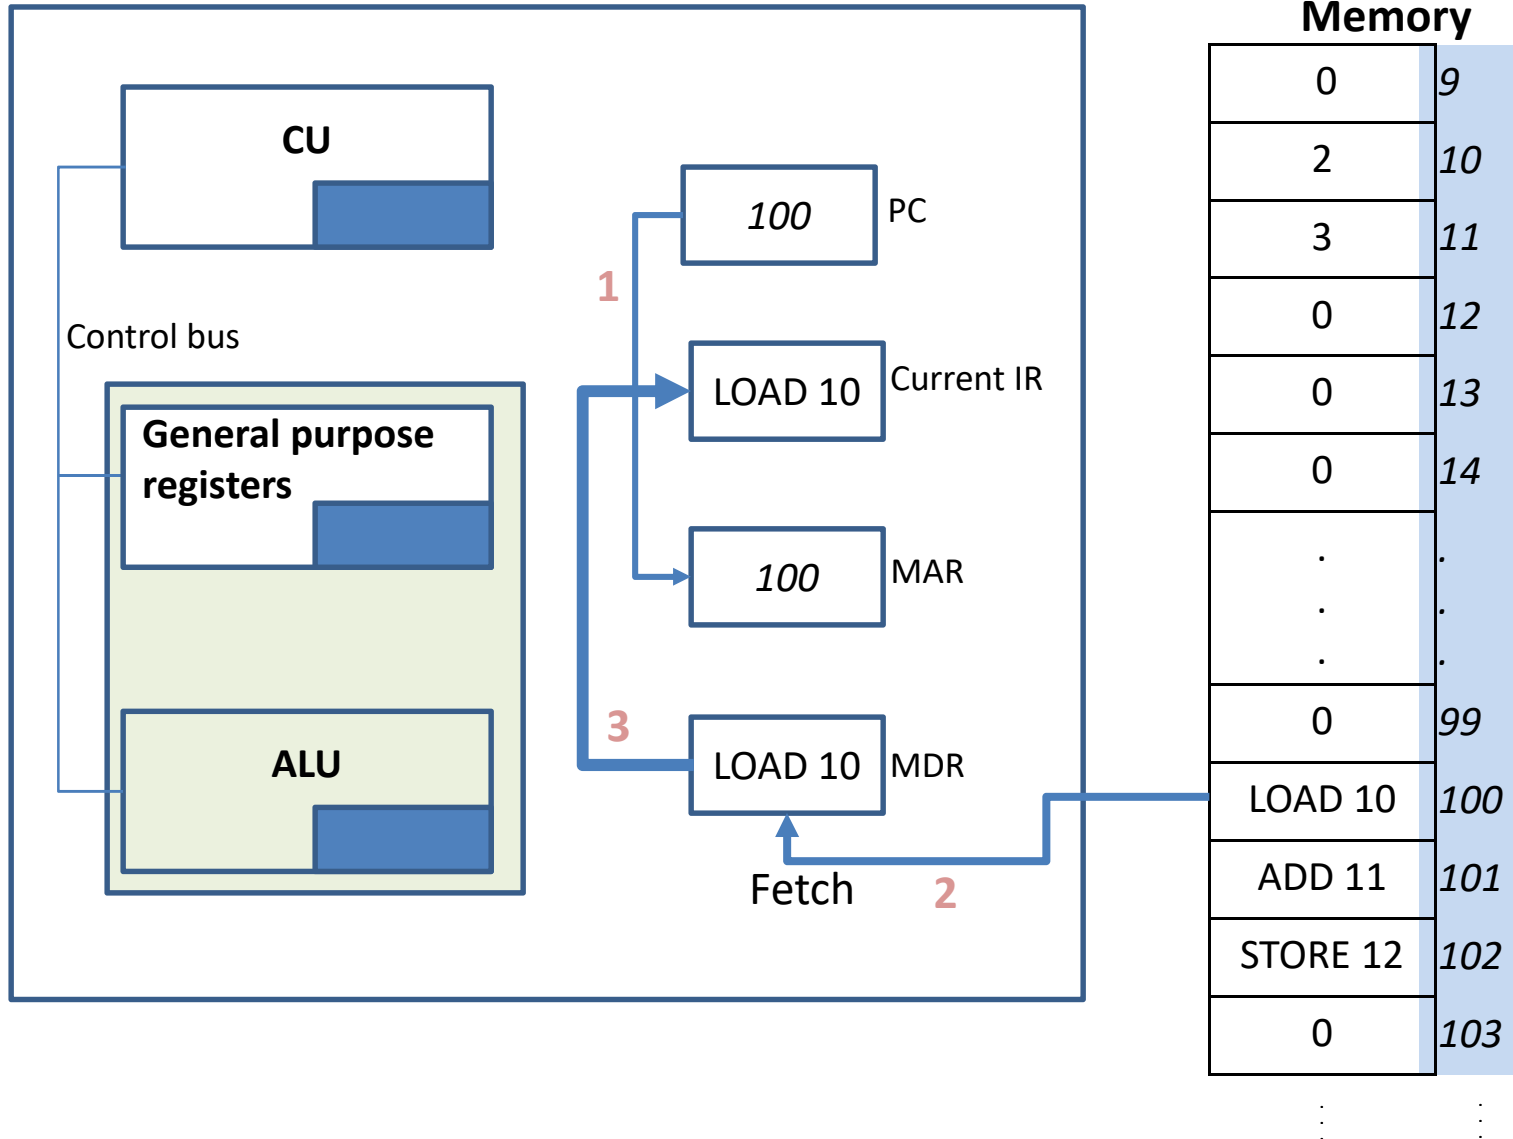 Memory
CU
Control bus
General purpose
registers
ALU
100
PC
1
LOAD 10
Current IR
100
MAR
3
LOAD 10
MDR
Fetch
2
0 9
2 10
3 11
0 12
0 13
0 14
. .
. .
. .
0 99
LOAD 10 100
ADD 11 101
STORE 12 102
0 103
. .
. .
. .